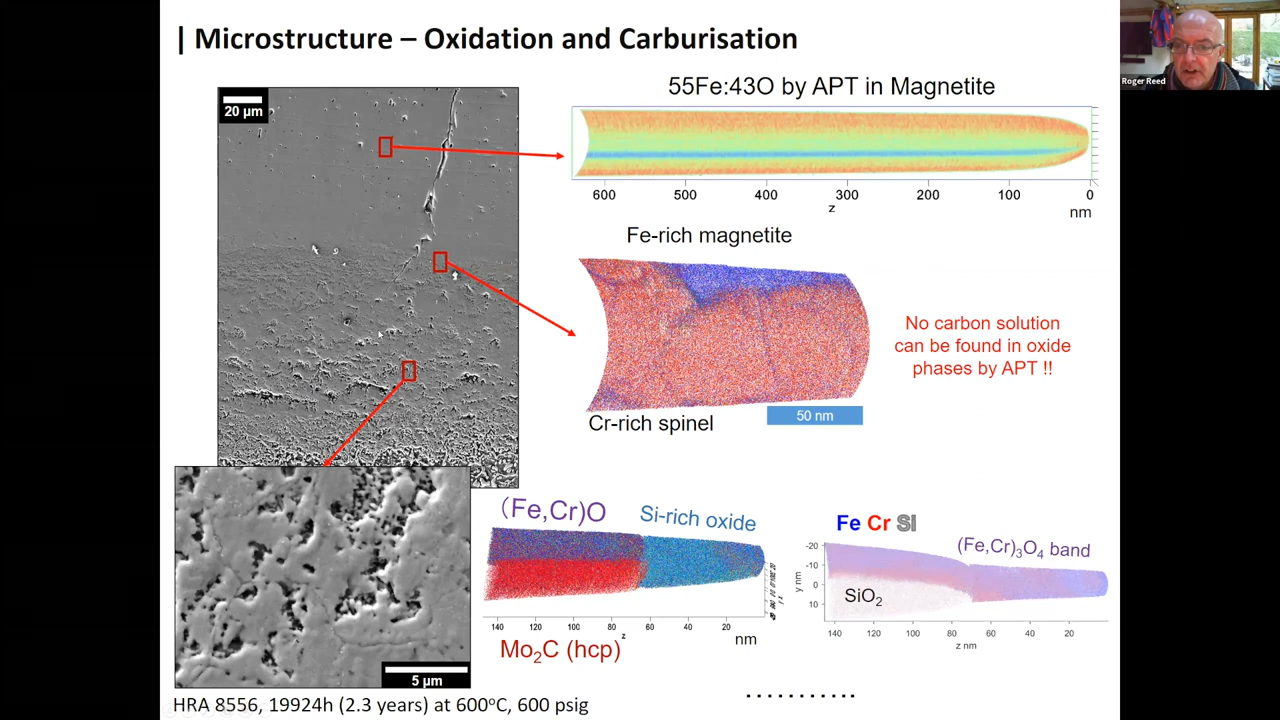 | Microstructure – Oxidation and Carburisation
Roger Reed
20 µm
55Fe:43O by APT in Magnetite
600 500 400 300 200 100 0
z
nm
Fe-rich magnetite
No carbon solution
can be found in oxide
phases by APT !!
50 nm
Cr-rich spinel
(Fe,Cr)O
Si-rich oxide
140 120 100 80 60 40 20
z
nm
Mo₂C (hcp)
Fe Cr Si
(Fe,Cr)₃O₄ band
SiO₂
-20
-10
0
10
y nm
140 120 100 80 60 40 20
z nm
5 µm
HRA 8556, 19924h (2.3 years) at 600°C, 600 psig
...........